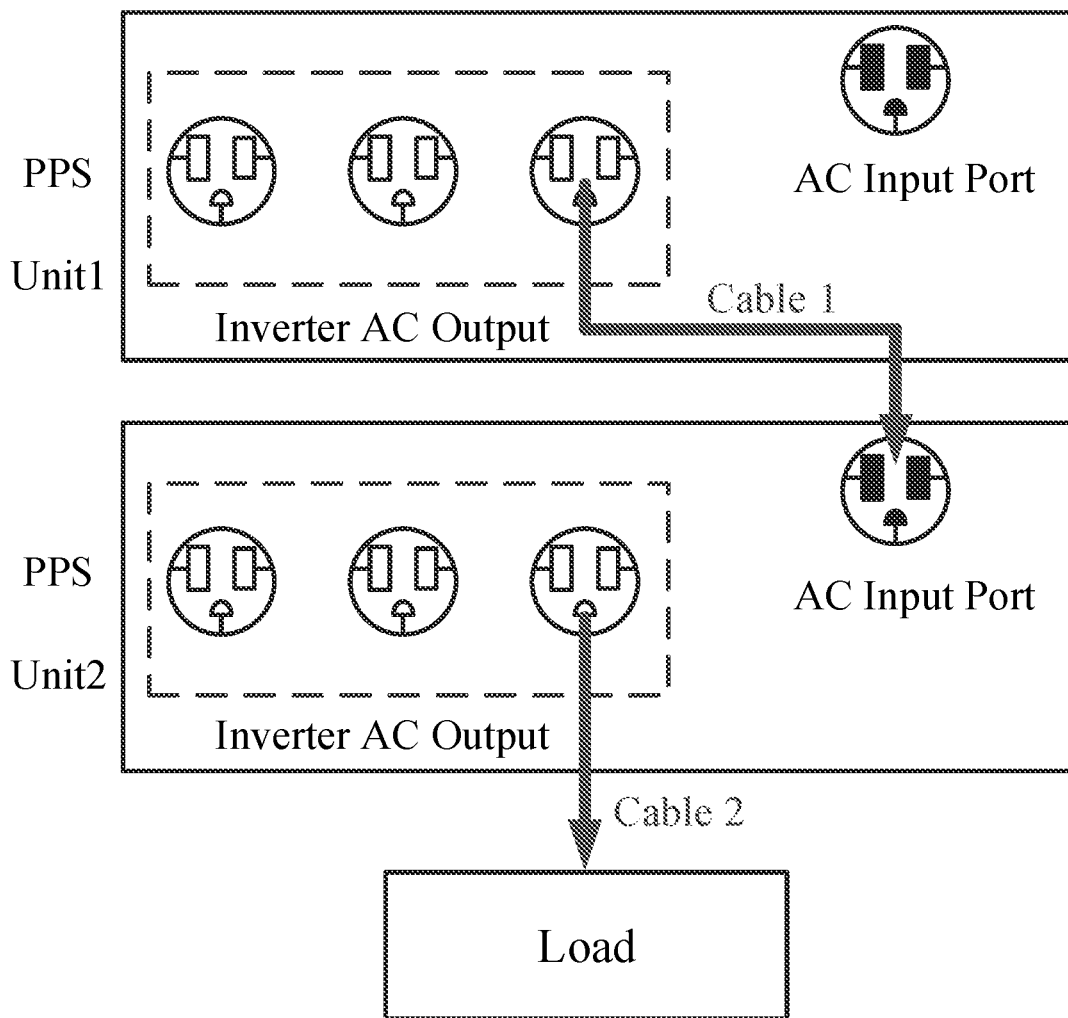 PPS
Unit1
AC Input Port
Inverter AC Output
Cable 1
PPS
Unit2
AC Input Port
Inverter AC Output
Cable 2
Load